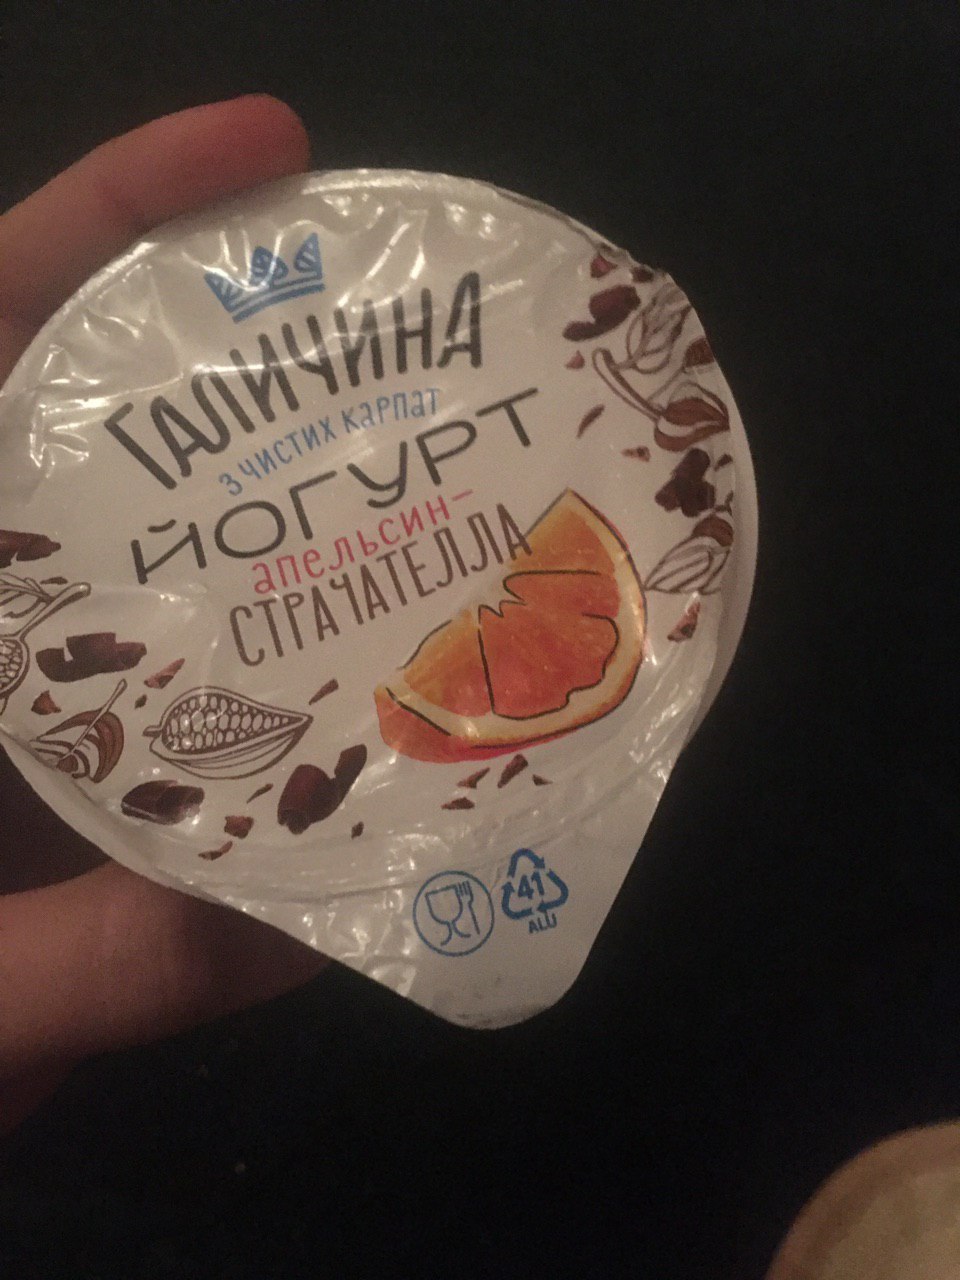 ГАЛИЧИНА
З ЧИСТИХ КАРПАТ
ЙОГУРТ
апельсин-
СТРАЧАТЕЛЛА
41
ALU